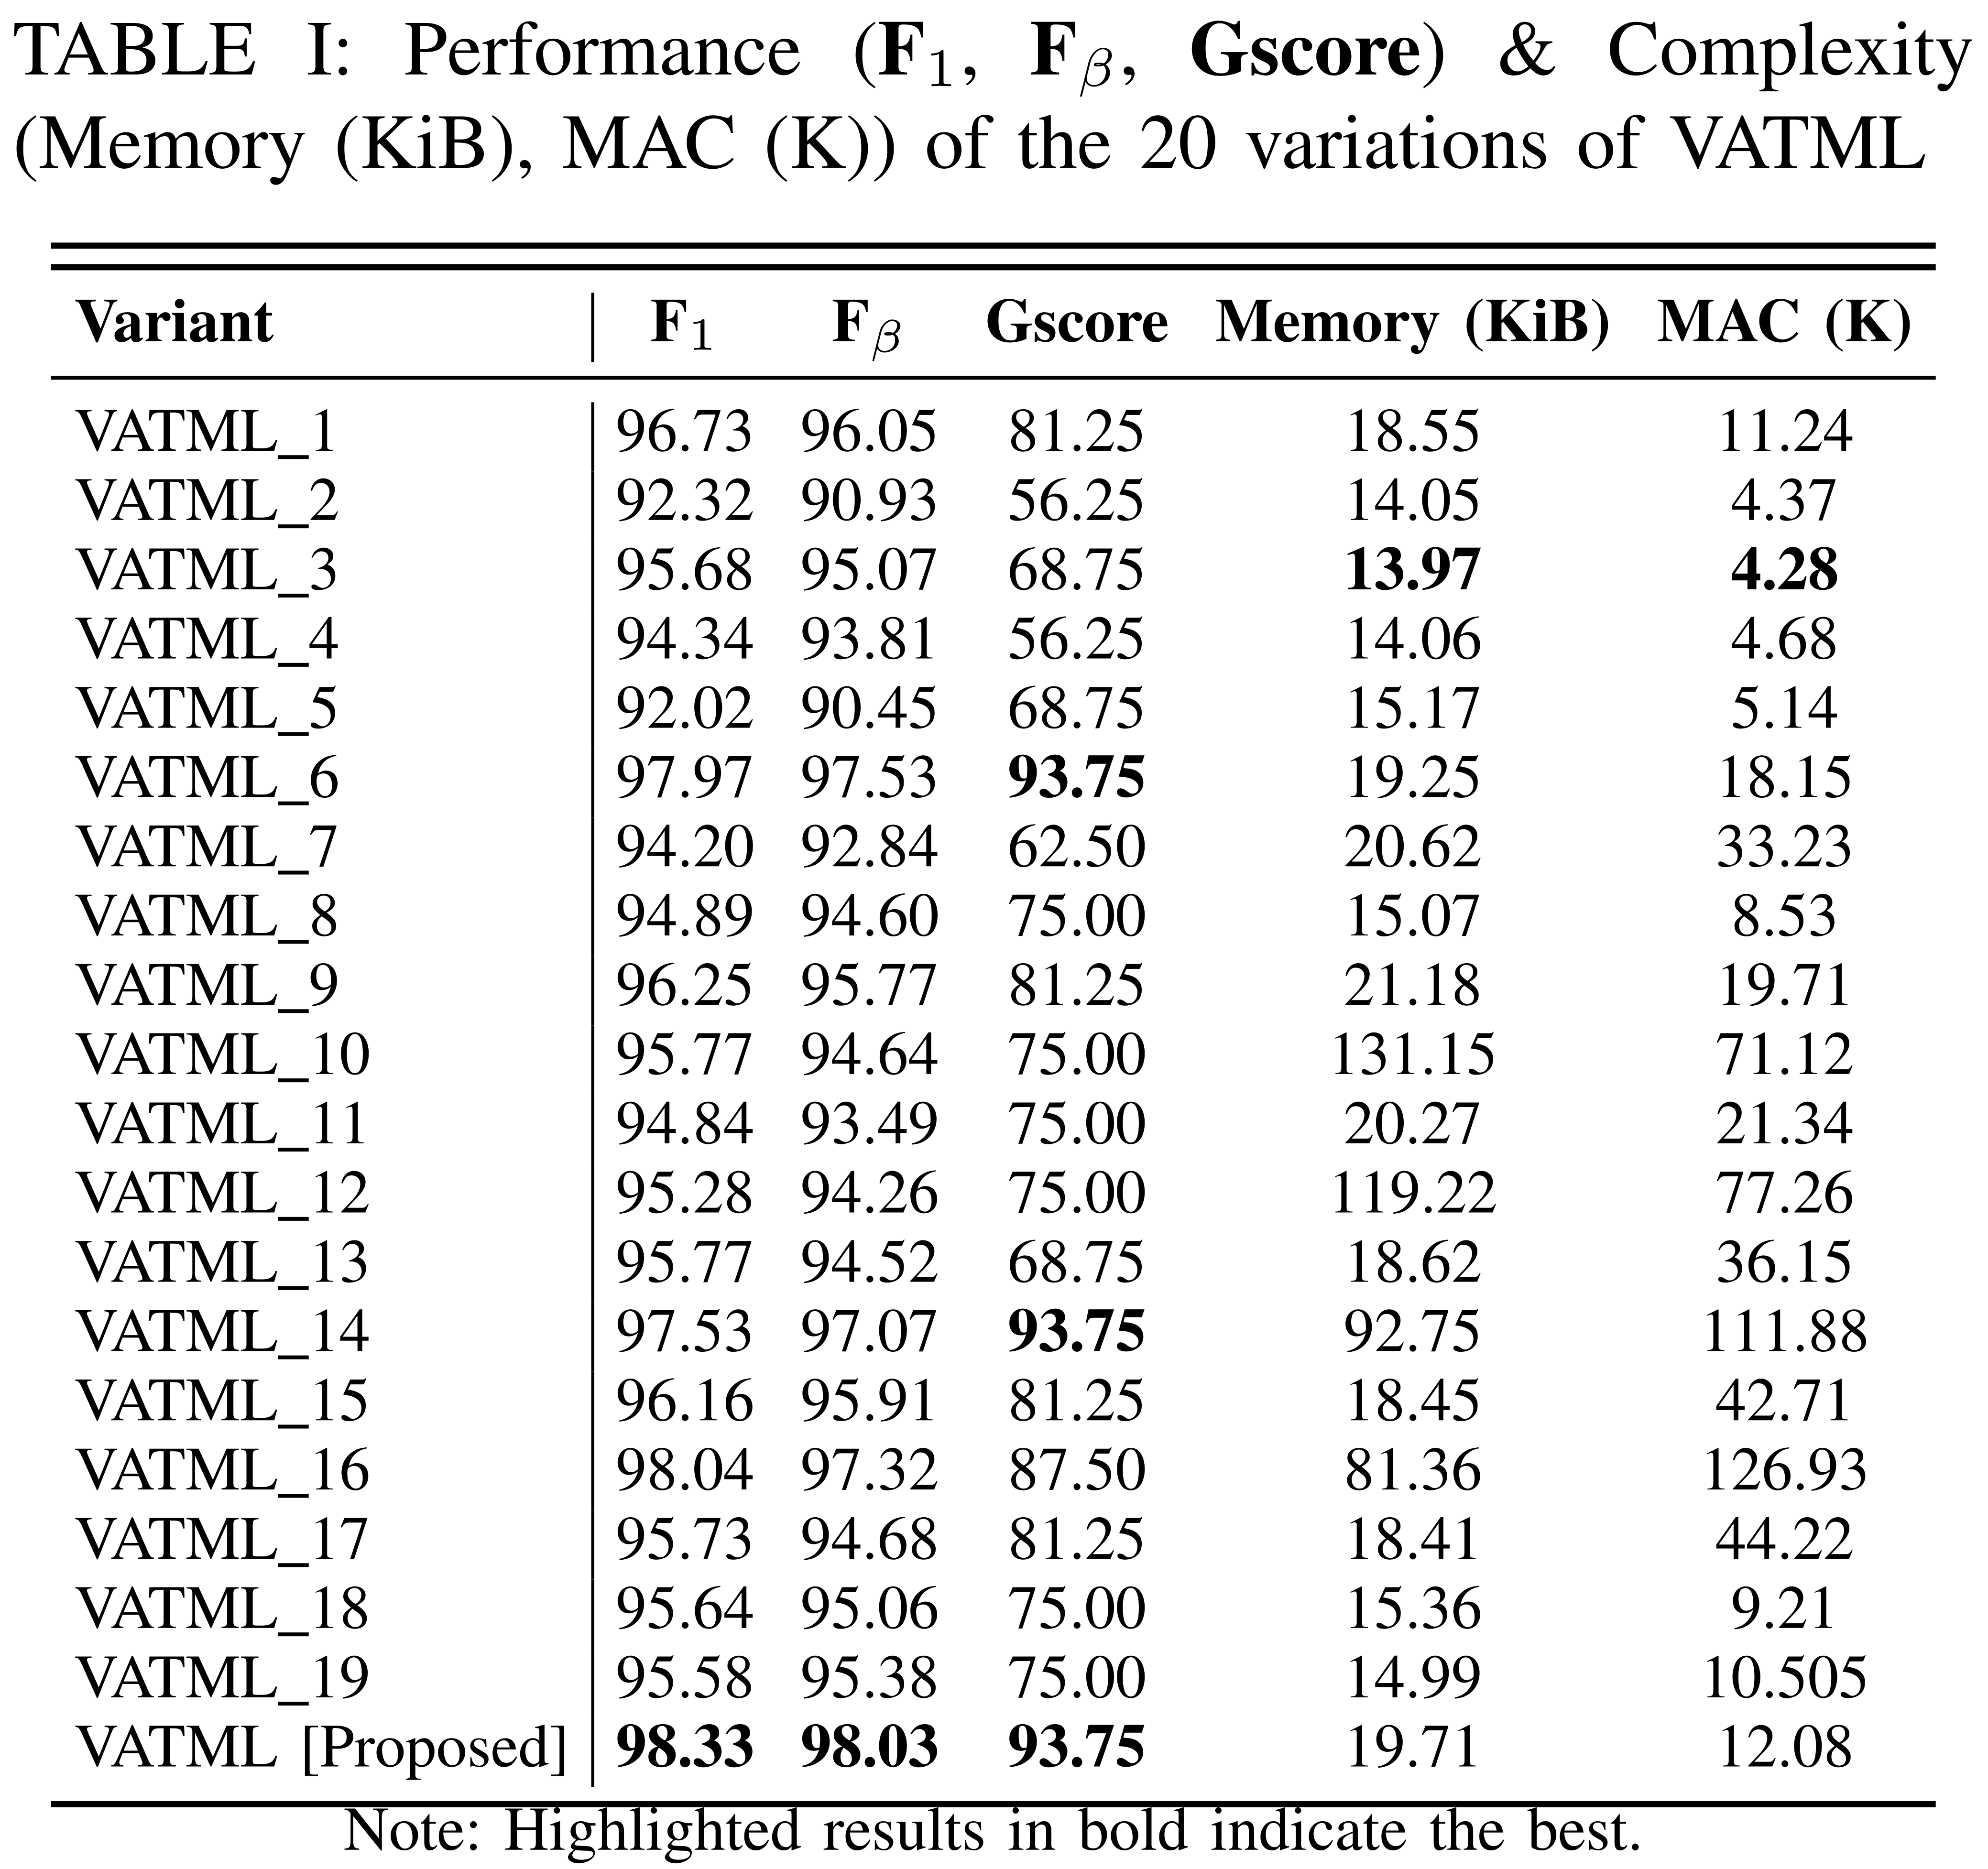 TABLE I: Performance (F₁, Fᵦ, Gscore) & Complexity
(Memory (KiB), MAC (K)) of the 20 variations of VATML
Variant F₁ Fᵦ Gscore Memory (KiB) MAC (K)
VATML_1 96.73 96.05 81.25 18.55 11.24
VATML_2 92.32 90.93 56.25 14.05 4.37
VATML_3 95.68 95.07 68.75 13.97 4.28
VATML_4 94.34 93.81 56.25 14.06 4.68
VATML_5 92.02 90.45 68.75 15.17 5.14
VATML_6 97.97 97.53 93.75 19.25 18.15
VATML_7 94.20 92.84 62.50 20.62 33.23
VATML_8 94.89 94.60 75.00 15.07 8.53
VATML_9 96.25 95.77 81.25 21.18 19.71
VATML_10 95.77 94.64 75.00 131.15 71.12
VATML_11 94.84 93.49 75.00 20.27 21.34
VATML_12 95.28 94.26 75.00 119.22 77.26
VATML_13 95.77 94.52 68.75 18.62 36.15
VATML_14 97.53 97.07 93.75 92.75 111.88
VATML_15 96.16 95.91 81.25 18.45 42.71
VATML_16 98.04 97.32 87.50 81.36 126.93
VATML_17 95.73 94.68 81.25 18.41 44.22
VATML_18 95.64 95.06 75.00 15.36 9.21
VATML_19 95.58 95.38 75.00 14.99 10.505
VATML [Proposed] 98.33 98.03 93.75 19.71 12.08
Note: Highlighted results in bold indicate the best.